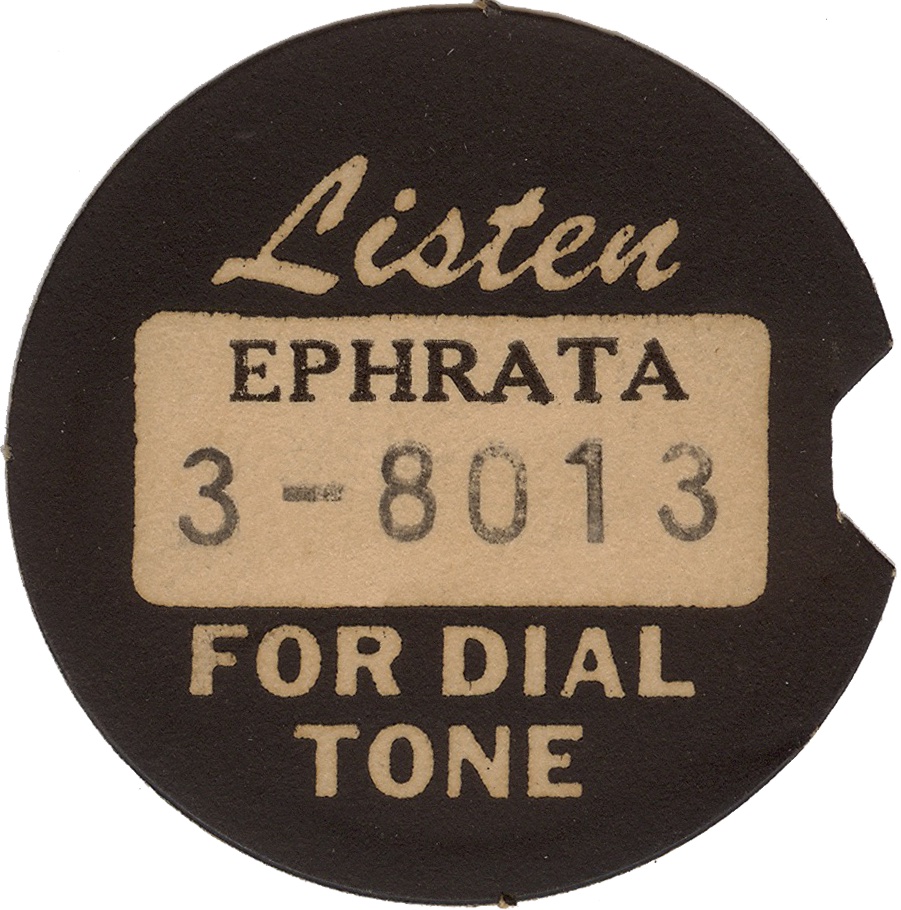 Listen
EPHRATA
3-8013
FOR DIAL
TONE